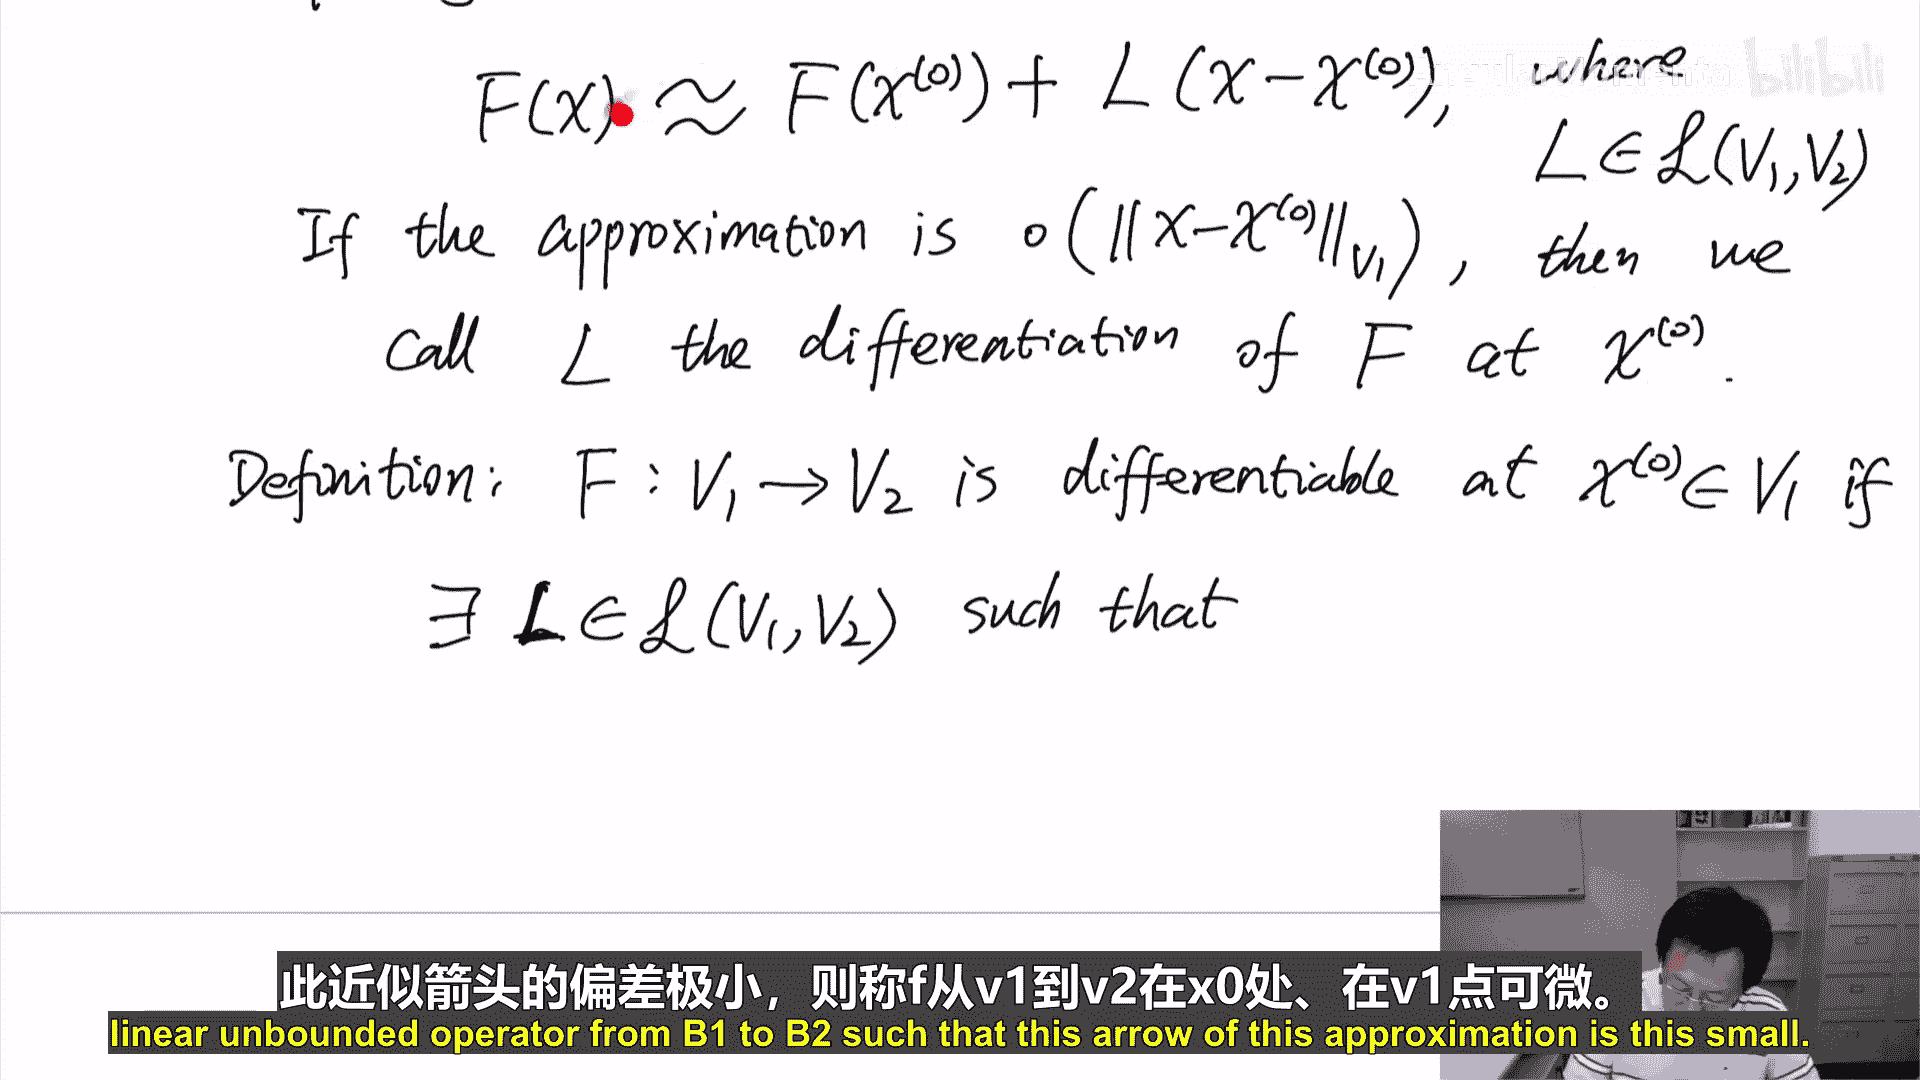 F(x) ≈ F(x^(0)) + L(x - x^(0)), where
L ∈ ℒ(V₁, V₂)
If the approximation is o(‖x - x^(0)‖_V₁), then we
call L the differentiation of F at x^(0).
Definition: F : V₁ → V₂ is differentiable at x^(0) ∈ V₁ if
∃ L ∈ ℒ(V₁, V₂) such that
bilibili
此近似箭头的偏差极小，则称f从v1到v2在x0处、在v1点可微。
linear unbounded operator from B1 to B2 such that this arrow of this approximation is this small.